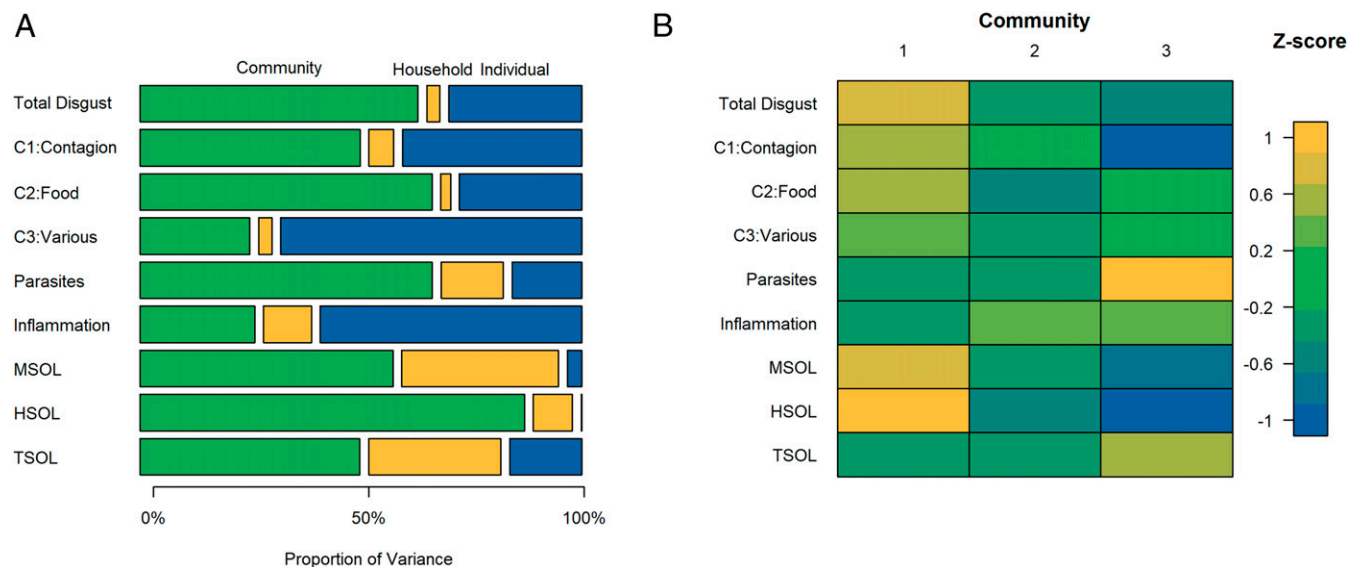 A
Community Household Individual
Total Disgust
C1:Contagion
C2:Food
C3:Various
Parasites
Inflammation
MSOL
HSOL
TSOL
0% 50% 100%
Proportion of Variance
B
Community
1 2 3
Z-score
Total Disgust
C1:Contagion
C2:Food
C3:Various
Parasites
Inflammation
MSOL
HSOL
TSOL
1
0.6
0.2
-0.2
-0.6
-1